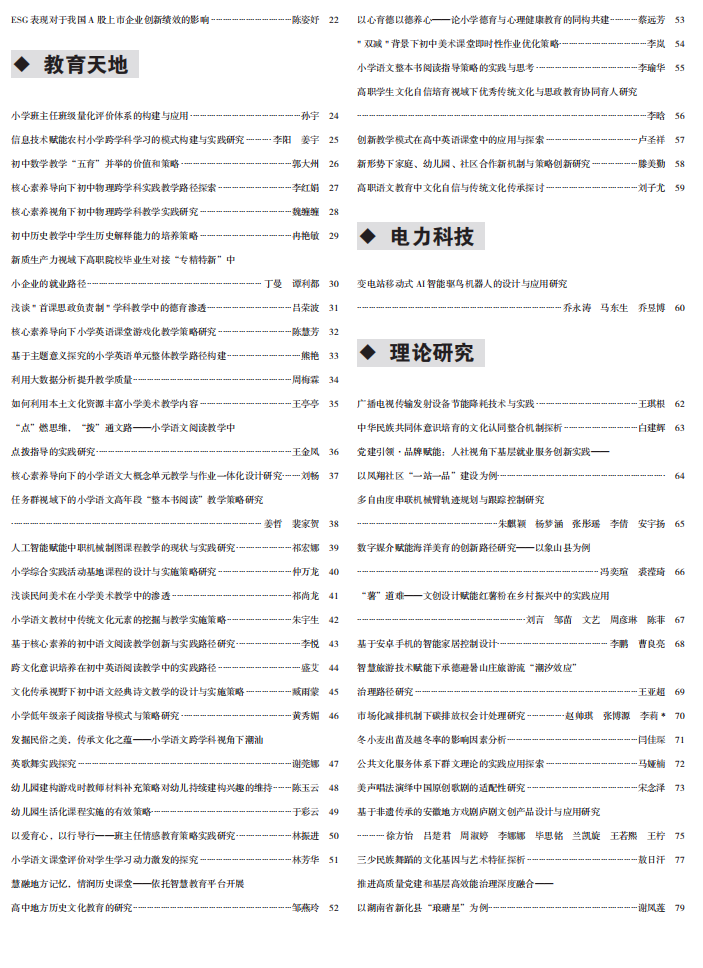 ESG 表现对于我国 A 股上市企业创新绩效的影响 陈姿妤 22
◆ 教育天地
小学班主任班级量化评价体系的构建与应用 孙宇 24
信息技术赋能农村小学跨学科学习的模式构建与实践研究 李阳 姜宇 25
初中数学教学“五育”并举的价值和策略 郭大州 26
核心素养导向下初中物理跨学科实践教学路径探索 李红娟 27
核心素养视角下初中物理跨学科教学实践研究 魏缠缠 28
初中历史教学中学生历史解释能力的培养策略 冉艳敏 29
新质生产力视域下高职院校毕业生对接“专精特新”中
小企业的就业路径 丁曼 谭利都 30
浅谈＂首课思政负责制＂学科教学中的德育渗透 吕荣波 31
核心素养导向下小学英语课堂游戏化教学策略研究 陈慧芳 32
基于主题意义探究的小学英语单元整体教学路径构建 熊艳 33
利用大数据分析提升教学质量 周梅霖 34
如何利用本土文化资源丰富小学美术教学内容 王亭亭 35
“点”燃思维，“拨”通文路——小学语文阅读教学中
点拨指导的实践研究 王金凤 36
核心素养导向下的小学语文大概念单元教学与作业一体化设计研究 刘畅 37
任务群视域下的小学语文高年段“整本书阅读”教学策略研究
姜哲 裴家贺 38
人工智能赋能中职机械制图课程教学的现状与实践研究 祁宏娜 39
小学综合实践活动基地课程的设计与实施策略研究 仲万龙 40
浅谈民间美术在小学美术教学中的渗透 祁尚龙 41
小学语文教材中传统文化元素的挖掘与教学实施策略 朱宇生 42
基于核心素养的初中语文阅读教学创新与实践路径研究 李悦 43
跨文化意识培养在初中英语阅读教学中的实践路径 盛艾 44
文化传承视野下初中语文经典诗文教学的设计与实施策略 臧雨蒙 45
小学低年级亲子阅读指导模式与策略研究 黄秀媚 46
发掘民俗之美，传承文化之蕴——小学语文跨学科视角下潮汕
英歌舞实践探究 谢莞娜 47
幼儿园建构游戏时教师材料补充策略对幼儿持续建构兴趣的维持 陈玉云 48
幼儿园生活化课程实施的有效策略 于彩云 49
以爱育心，以行导行——班主任情感教育策略实践研究 林振进 50
小学语文课堂评价对学生学习动力激发的探究 林芳华 51
慧融地方记忆，情润历史课堂——依托智慧教育平台开展
高中地方历史文化教育的研究 邹燕玲 52
以心育德以德养心——论小学德育与心理健康教育的同构共建 蔡远芳 53
＂双减＂背景下初中美术课堂即时性作业优化策略 李岚 54
小学语文整本书阅读指导策略的实践与思考 李瑜华 55
高职学生文化自信培育视域下优秀传统文化与思政教育协同育人研究
李晗 56
创新教学模式在高中英语课堂中的应用与探索 卢圣祥 57
新形势下家庭、幼儿园、社区合作新机制与策略创新研究 滕美勤 58
高职语文教育中文化自信与传统文化传承探讨 刘子尤 59
◆ 电力科技
变电站移动式 AI 智能驱鸟机器人的设计与应用研究
乔永涛 马东生 乔昱博 60
◆ 理论研究
广播电视传输发射设备节能降耗技术与实践 王琪根 62
中华民族共同体意识培育的文化认同整合机制探析 白建辉 63
党建引领·品牌赋能：人社视角下基层就业服务创新实践——
以凤翔社区“一站一品”建设为例 64
多自由度串联机械臂轨迹规划与跟踪控制研究
朱麒颖 杨梦涵 张彤瑶 李倩 安宇扬 65
数字媒介赋能海洋美育的创新路径研究——以象山县为例
冯奕瑄 裘滢琦 66
“薯”道难——文创设计赋能红薯粉在乡村振兴中的实践应用
刘言 邹苗 文艺 周彦琳 陈菲 67
基于安卓手机的智能家居控制设计 李鹏 曹良亮 68
智慧旅游技术赋能下承德避暑山庄旅游流“潮汐效应”
治理路径研究 王亚超 69
市场化减排机制下碳排放权会计处理研究 赵帅琪 张博源 李莉* 70
冬小麦出苗及越冬率的影响因素分析 闫佳琛 71
公共文化服务体系下群文理论的实践应用探索 马娅楠 72
美声唱法演绎中国原创歌剧的适配性研究 宋念泽 73
基于非遗传承的安徽地方戏剧庐剧文创产品设计与应用研究
徐方怡 吕楚君 周淑婷 李娜娜 毕思铭 兰凯旋 王若熙 王柠 75
三少民族舞蹈的文化基因与艺术特征探析 敖日汗 77
推进高质量党建和基层高效能治理深度融合——
以湖南省新化县“琅瑭星”为例 谢凤莲 79